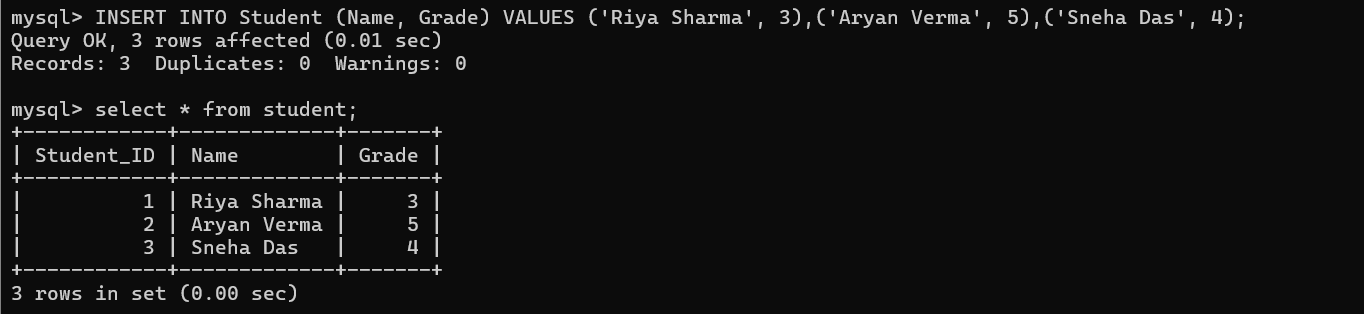 mysql> INSERT INTO Student (Name, Grade) VALUES ('Riya Sharma', 3),('Aryan Verma', 5),('Sneha Das', 4);
Query OK, 3 rows affected (0.01 sec)
Records: 3  Duplicates: 0  Warnings: 0

mysql> select * from student;
+------------+-------------+-------+
| Student_ID | Name        | Grade |
+------------+-------------+-------+
|          1 | Riya Sharma |     3 |
|          2 | Aryan Verma |     5 |
|          3 | Sneha Das   |     4 |
+------------+-------------+-------+
3 rows in set (0.00 sec)